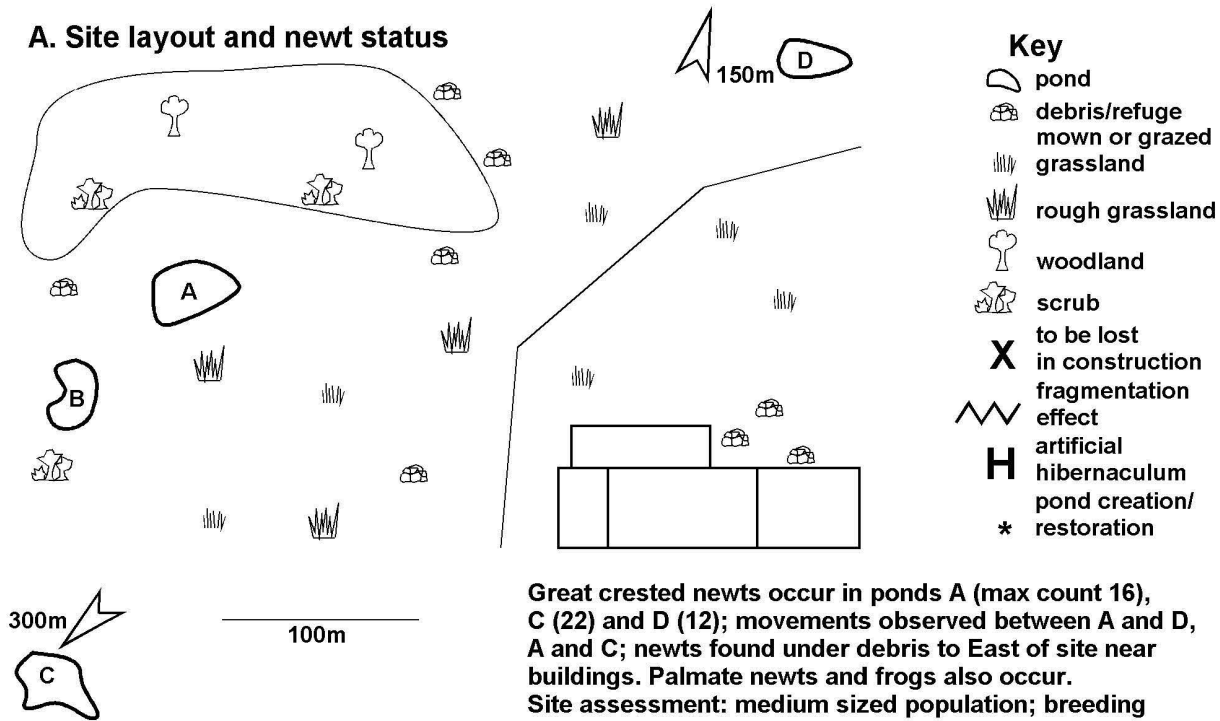 A. Site layout and newt status
150m
D
A
B
300m
C
100m
Key
pond
debris/refuge
mown or grazed
grassland
rough grassland
woodland
scrub
X to be lost
in construction
fragmentation
effect
H artificial
hibernaculum
pond creation/
* restoration
Great crested newts occur in ponds A (max count 16),
C (22) and D (12); movements observed between A and D,
A and C; newts found under debris to East of site near
buildings. Palmate newts and frogs also occur.
Site assessment: medium sized population; breeding